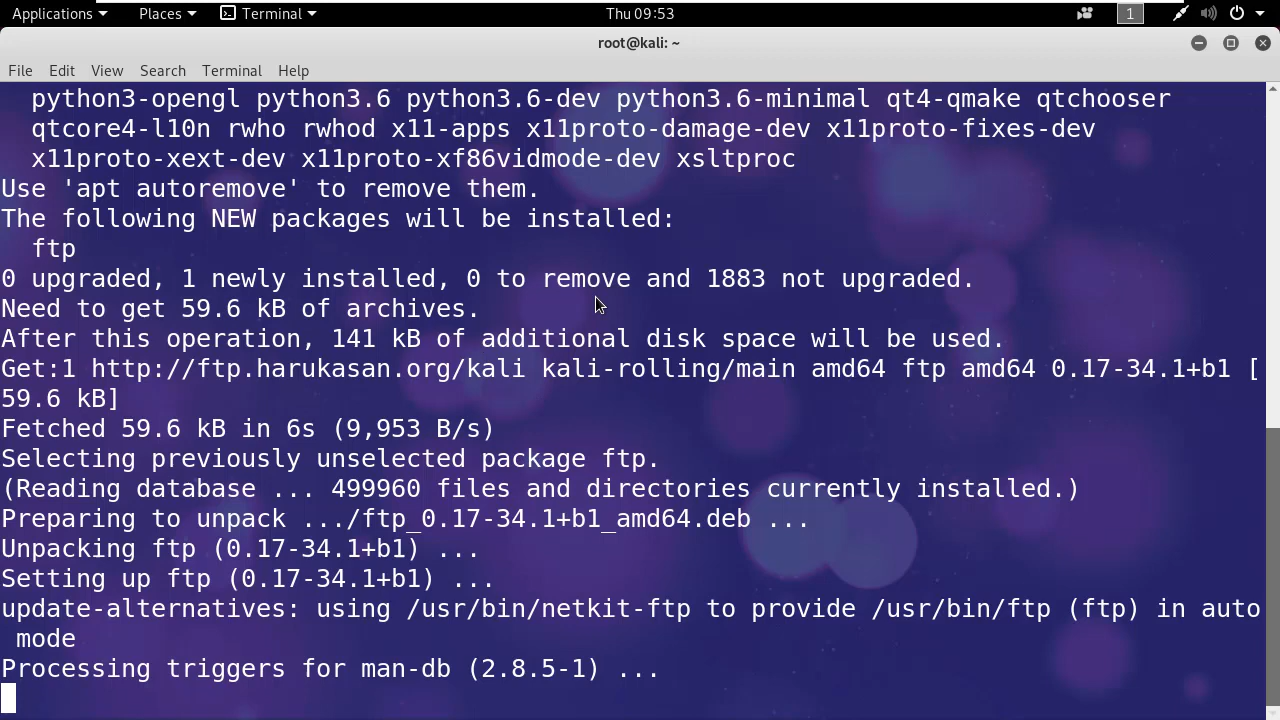 Applications Places Terminal Thu 09:53 1
root@kali: ~
File Edit View Search Terminal Help
python3-opengl python3.6 python3.6-dev python3.6-minimal qt4-qmake qtchooser
qtcore4-l10n rwho rwhod x11-apps x11proto-damage-dev x11proto-fixes-dev
x11proto-xext-dev x11proto-xf86vidmode-dev xsltproc
Use 'apt autoremove' to remove them.
The following NEW packages will be installed:
ftp
0 upgraded, 1 newly installed, 0 to remove and 1883 not upgraded.
Need to get 59.6 kB of archives.
After this operation, 141 kB of additional disk space will be used.
Get:1 http://ftp.harukasan.org/kali kali-rolling/main amd64 ftp amd64 0.17-34.1+b1 [
59.6 kB]
Fetched 59.6 kB in 6s (9,953 B/s)
Selecting previously unselected package ftp.
(Reading database ... 499960 files and directories currently installed.)
Preparing to unpack .../ftp_0.17-34.1+b1_amd64.deb ...
Unpacking ftp (0.17-34.1+b1) ...
Setting up ftp (0.17-34.1+b1) ...
update-alternatives: using /usr/bin/netkit-ftp to provide /usr/bin/ftp (ftp) in auto
mode
Processing triggers for man-db (2.8.5-1) ...